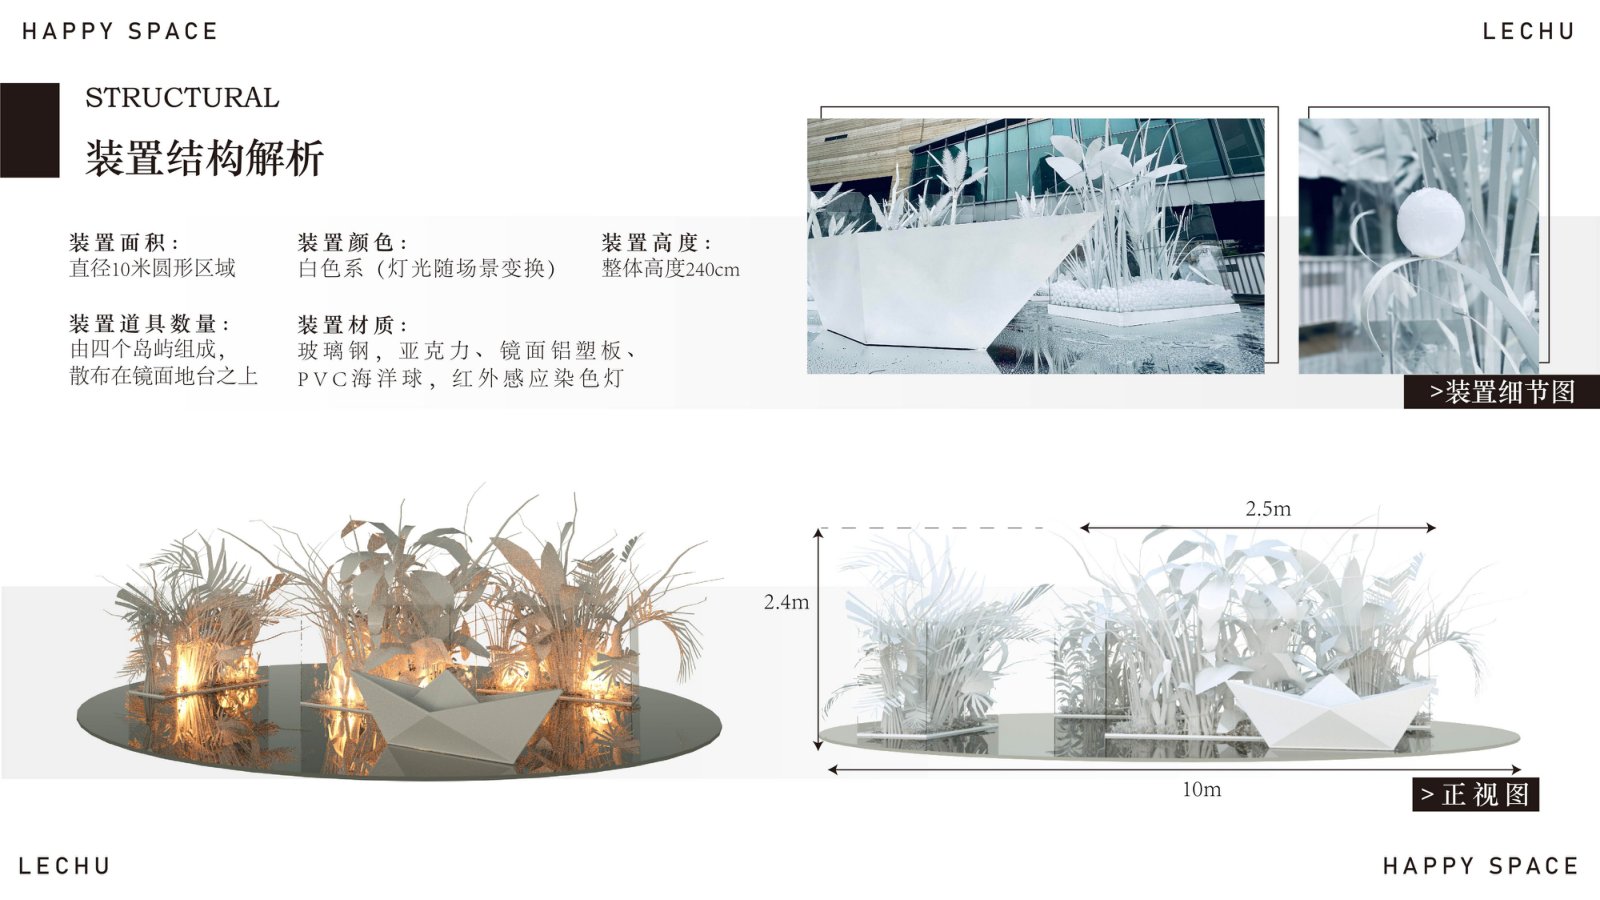 HAPPY SPACE
LECHU
STRUCTURAL
装置结构解析
装置面积：
直径10米圆形区域
装置颜色：
白色系（灯光随场景变换）
装置高度：
整体高度240cm
装置道具数量：
由四个岛屿组成，
散布在镜面地台之上
装置材质：
玻璃钢，亚克力、镜面铝塑板、
PVC海洋球，红外感应染色灯
>装置细节图
2.5m
2.4m
10m
>正视图
LECHU
HAPPY SPACE